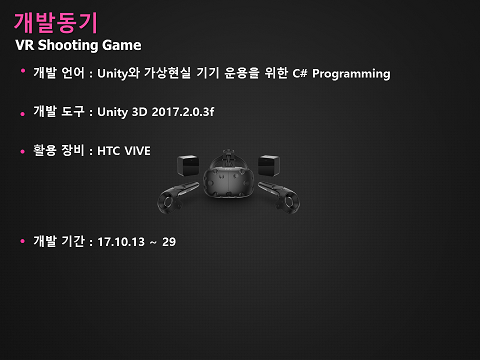 개발동기
VR Shooting Game
• 개발 언어 : Unity와 가상현실 기기 운용을 위한 C# Programming
• 개발 도구 : Unity 3D 2017.2.0.3f
• 활용 장비 : HTC VIVE
• 개발 기간 : 17.10.13 ~ 29